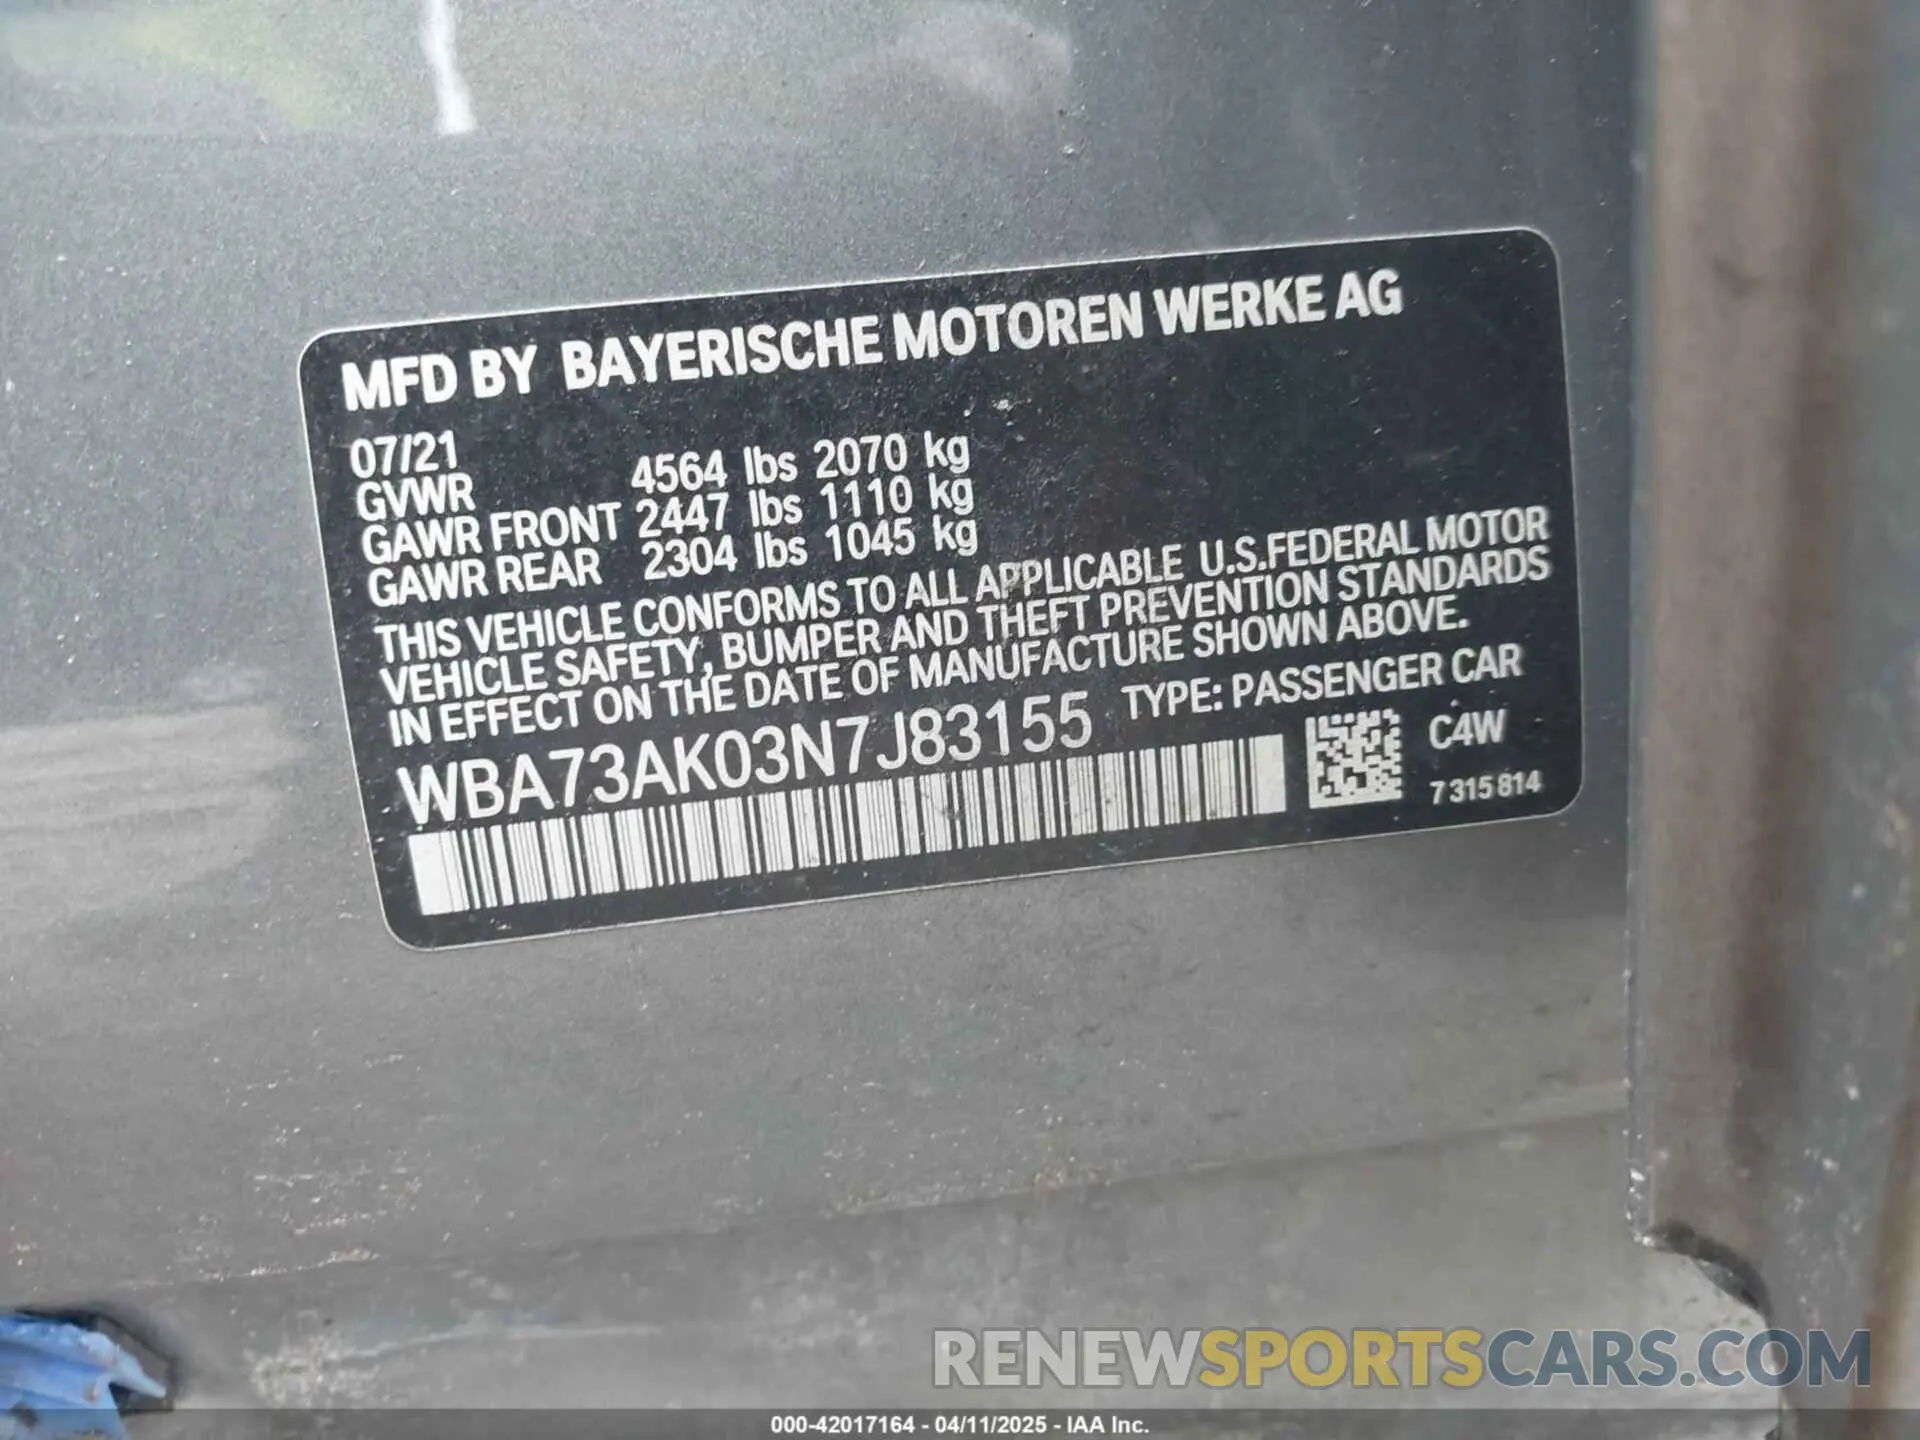 MFD BY BAYERISCHE MOTOREN WERKE AG
07/21
GVWR 4564 lbs 2070 kg
GAWR FRONT 2447 lbs 1110 kg
GAWR REAR 2304 lbs 1045 kg
THIS VEHICLE CONFORMS TO ALL APPLICABLE U.S.FEDERAL MOTOR
VEHICLE SAFETY, BUMPER AND THEFT PREVENTION STANDARDS
IN EFFECT ON THE DATE OF MANUFACTURE SHOWN ABOVE.
WBA73AK03N7J83155 TYPE: PASSENGER CAR
C4W
7 315 814
RENEWSPORTSCARS.COM
000-42017164 - 04/11/2025 - IAA Inc.